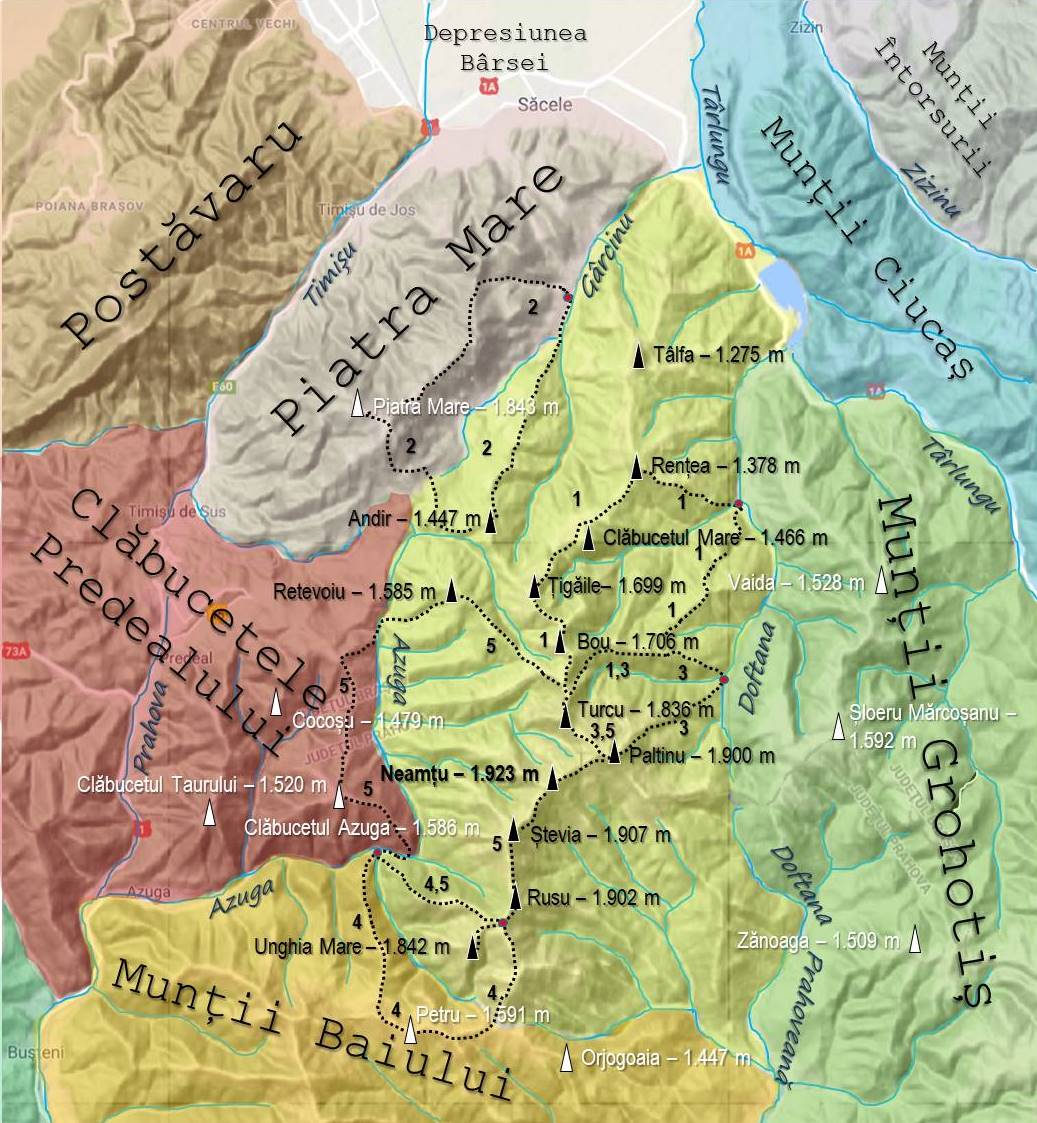 CENTRUL VECHI
Depresiunea
Bârsei
Zizin
Munții
Întorsurii
1A
Săcele
Târlungu
Munții Ciucaș
Zizinu
POIANA BRAȘOV
Postăvaru
Timișu de Jos
Timișu
Piatra Mare
Gârcinu
1A
2
Tâlfa – 1.275 m
E60
Piatra Mare – 1.843 m
1A
2
2
Târlungu
Rențea – 1.378 m
1
1
Timișu de Sus
Andir – 1.447 m
Clăbucetul Mare – 1.466 m
1
Munții Grohotiș
Clăbucetele
Predealului
Retevoiu – 1.585 m
Țigăile– 1.699 m
Vaida – 1.528 m
1
73A
Predeal
Azuga
5
1
Bou – 1.706 m
1,3
3
Doftana
5
Prahova
Cocoșu – 1.479 m
JUDEȚUL PRAHOVA
Turcu – 1.836 m
3,5
3
Șloeru Mărcoșanu –
1.592 m
Paltinu – 1.900 m
Neamțu – 1.923 m
Clăbucetul Taurului – 1.520 m
5
JUDEȚUL PRAHOVA
1
Clăbucetul Azuga – 1.586 m
5
Ștevia – 1.907 m
Azuga
Azuga
4,5
Rusu – 1.902 m
Doftana Prahoveană
4
Unghia Mare – 1.842 m
Zănoaga – 1.509 m
Munții Baiului
4
4
Petru – 1.591 m
Bușteni
Orjogoaia – 1.447 m